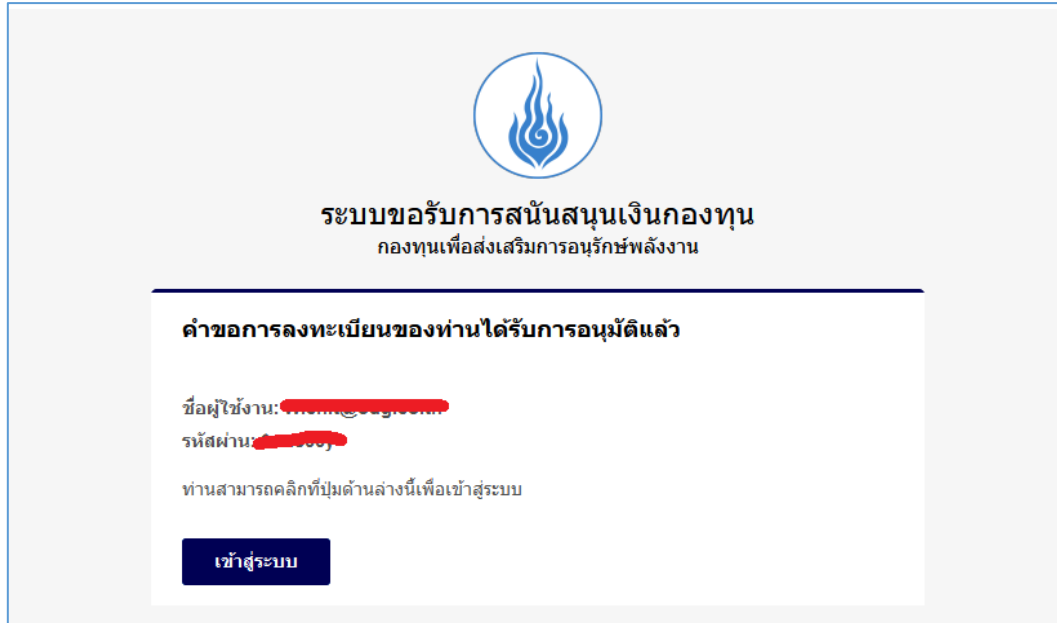 ระบบขอรับการสนันสนุนเงินกองทุน
กองทุนเพื่อส่งเสริมการอนุรักษ์พลังงาน
คำขอการลงทะเบียนของท่านได้รับการอนุมัติแล้ว
ชื่อผู้ใช้งาน:
รหัสผ่าน:
ท่านสามารถคลิกที่ปุ่มด้านล่างนี้เพื่อเข้าสู่ระบบ
เข้าสู่ระบบ